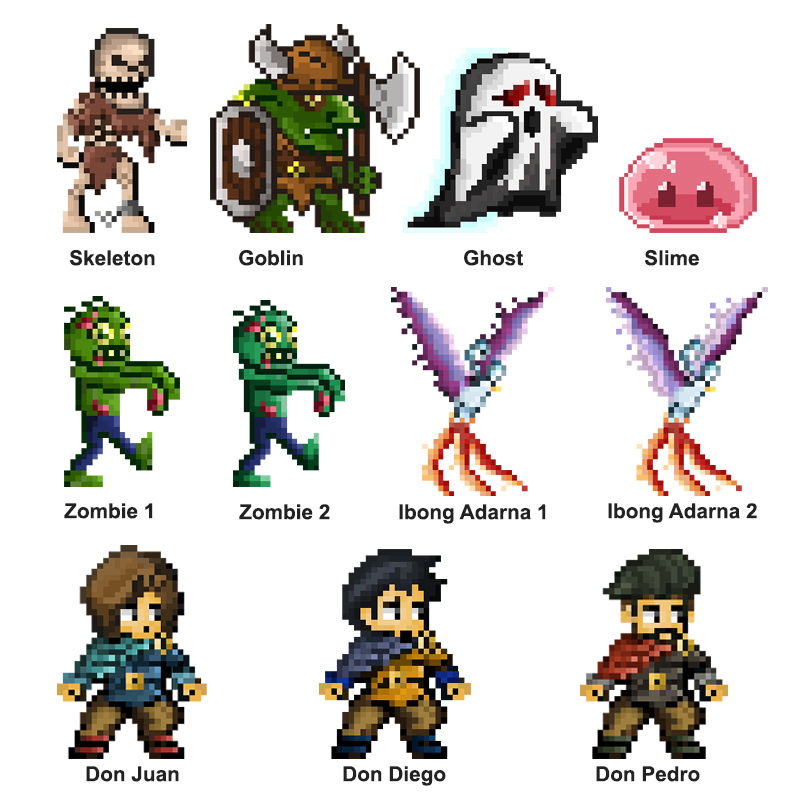 Skeleton Goblin Ghost Slime
Zombie 1 Zombie 2 Ibong Adarna 1 Ibong Adarna 2
Don Juan Don Diego Don Pedro